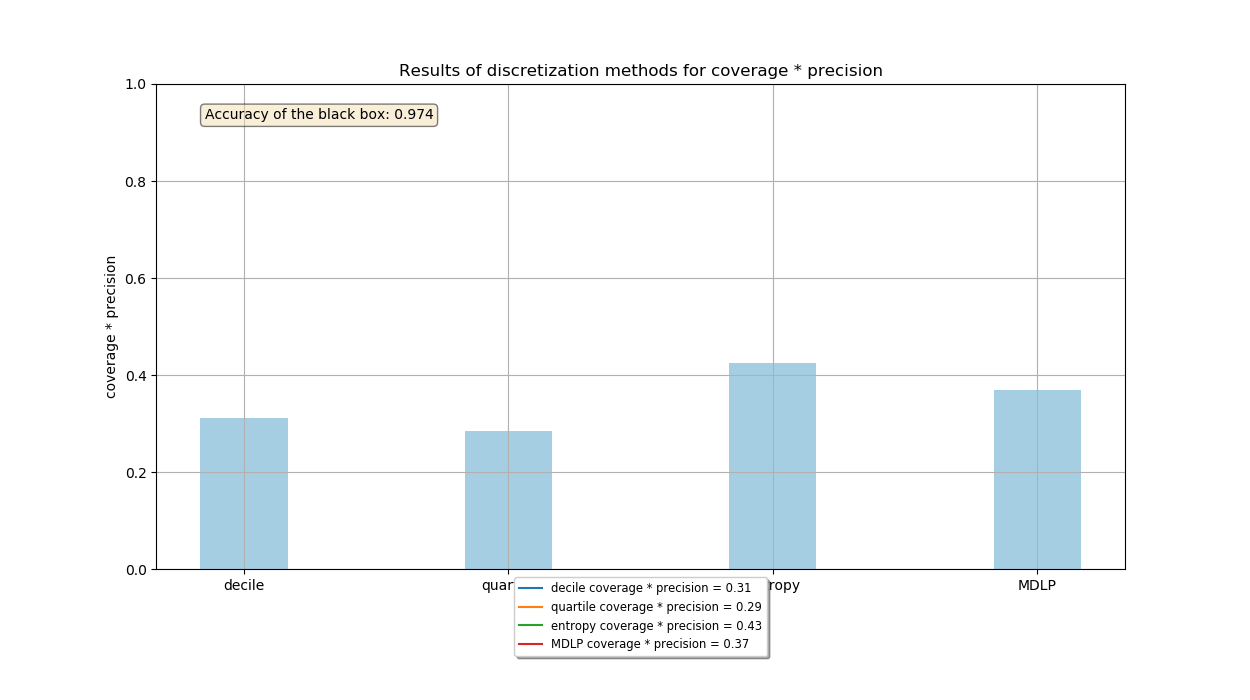 Results of discretization methods for coverage * precision
1.0
Accuracy of the black box: 0.974
0.8
0.6
coverage * precision
0.4
0.2
0.0
decile quar ropy MDLP
decile coverage * precision = 0.31
quartile coverage * precision = 0.29
entropy coverage * precision = 0.43
MDLP coverage * precision = 0.37